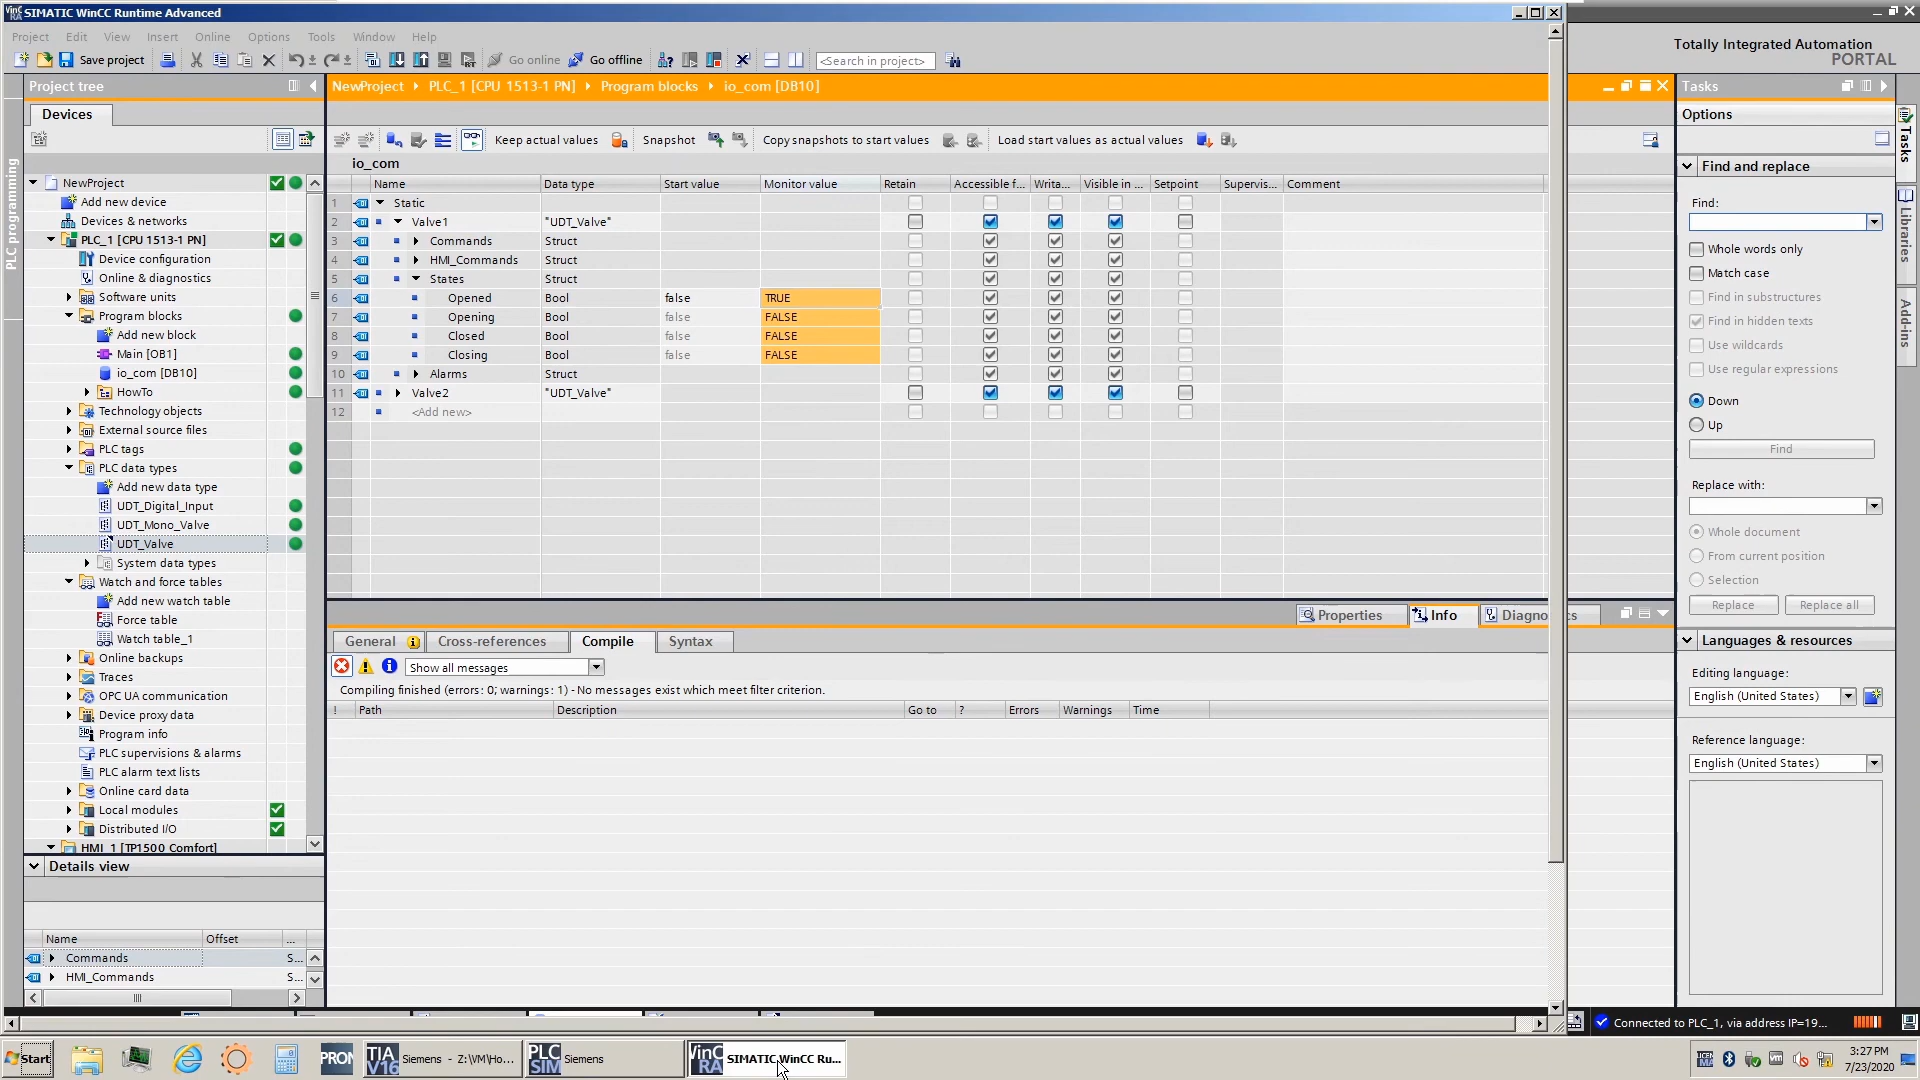 SIMATIC WinCC Runtime Advanced
Project Edit View Insert Online Options Tools Window Help
Totally Integrated Automation
PORTAL
Save project Go online Go offline <Search in project>
Project tree
NewProject PLC_1 [CPU 1513-1 PN] Program blocks io_com [DB10]
Tasks
Devices
Options
Keep actual values Snapshot Copy snapshots to start values Load start values as actual values
io_com
Name Data type Start value Monitor value Retain Accessible f... Writa... Visible in ... Setpoint Supervis... Comment
1 Static
2 Valve1 "UDT_Valve"
3 Commands Struct
4 HMI_Commands Struct
5 States Struct
6 Opened Bool false TRUE
7 Opening Bool false FALSE
8 Closed Bool false FALSE
9 Closing Bool false FALSE
10 Alarms Struct
11 Valve2 "UDT_Valve"
12 <Add new>
PLC programming
NewProject
Add new device
Devices & networks
PLC_1 [CPU 1513-1 PN]
Device configuration
Online & diagnostics
Software units
Program blocks
Add new block
Main [OB1]
io_com [DB10]
HowTo
Technology objects
External source files
PLC tags
PLC data types
Add new data type
UDT_Digital_Input
UDT_Mono_Valve
UDT_Valve
System data types
Watch and force tables
Add new watch table
Force table
Watch table_1
Online backups
Traces
OPC UA communication
Device proxy data
Program info
PLC supervisions & alarms
PLC alarm text lists
Online card data
Local modules
Distributed I/O
HMI_1 [TP1500 Comfort]
Details view
Name Offset ...
Commands S...
HMI_Commands S...
Properties Info Diagnostics
General Cross-references Compile Syntax
Show all messages
Compiling finished (errors: 0; warnings: 1) - No messages exist which meet filter criterion.
! Path Description Go to ? Errors Warnings Time
Find and replace
Find:
Whole words only
Match case
Find in substructures
Find in hidden texts
Use wildcards
Use regular expressions
Down
Up
Find
Replace with:
Whole document
From current position
Selection
Replace Replace all
Languages & resources
Editing language:
English (United States)
Reference language:
English (United States)
Tasks
Libraries
Add-ins
Connected to PLC_1, via address IP=19...
Start PRON TIA V16 Siemens - Z:\VM\Ho... PLC SIM Siemens WinC RA SIMATIC WinCC Ru...
3:27 PM
7/23/2020